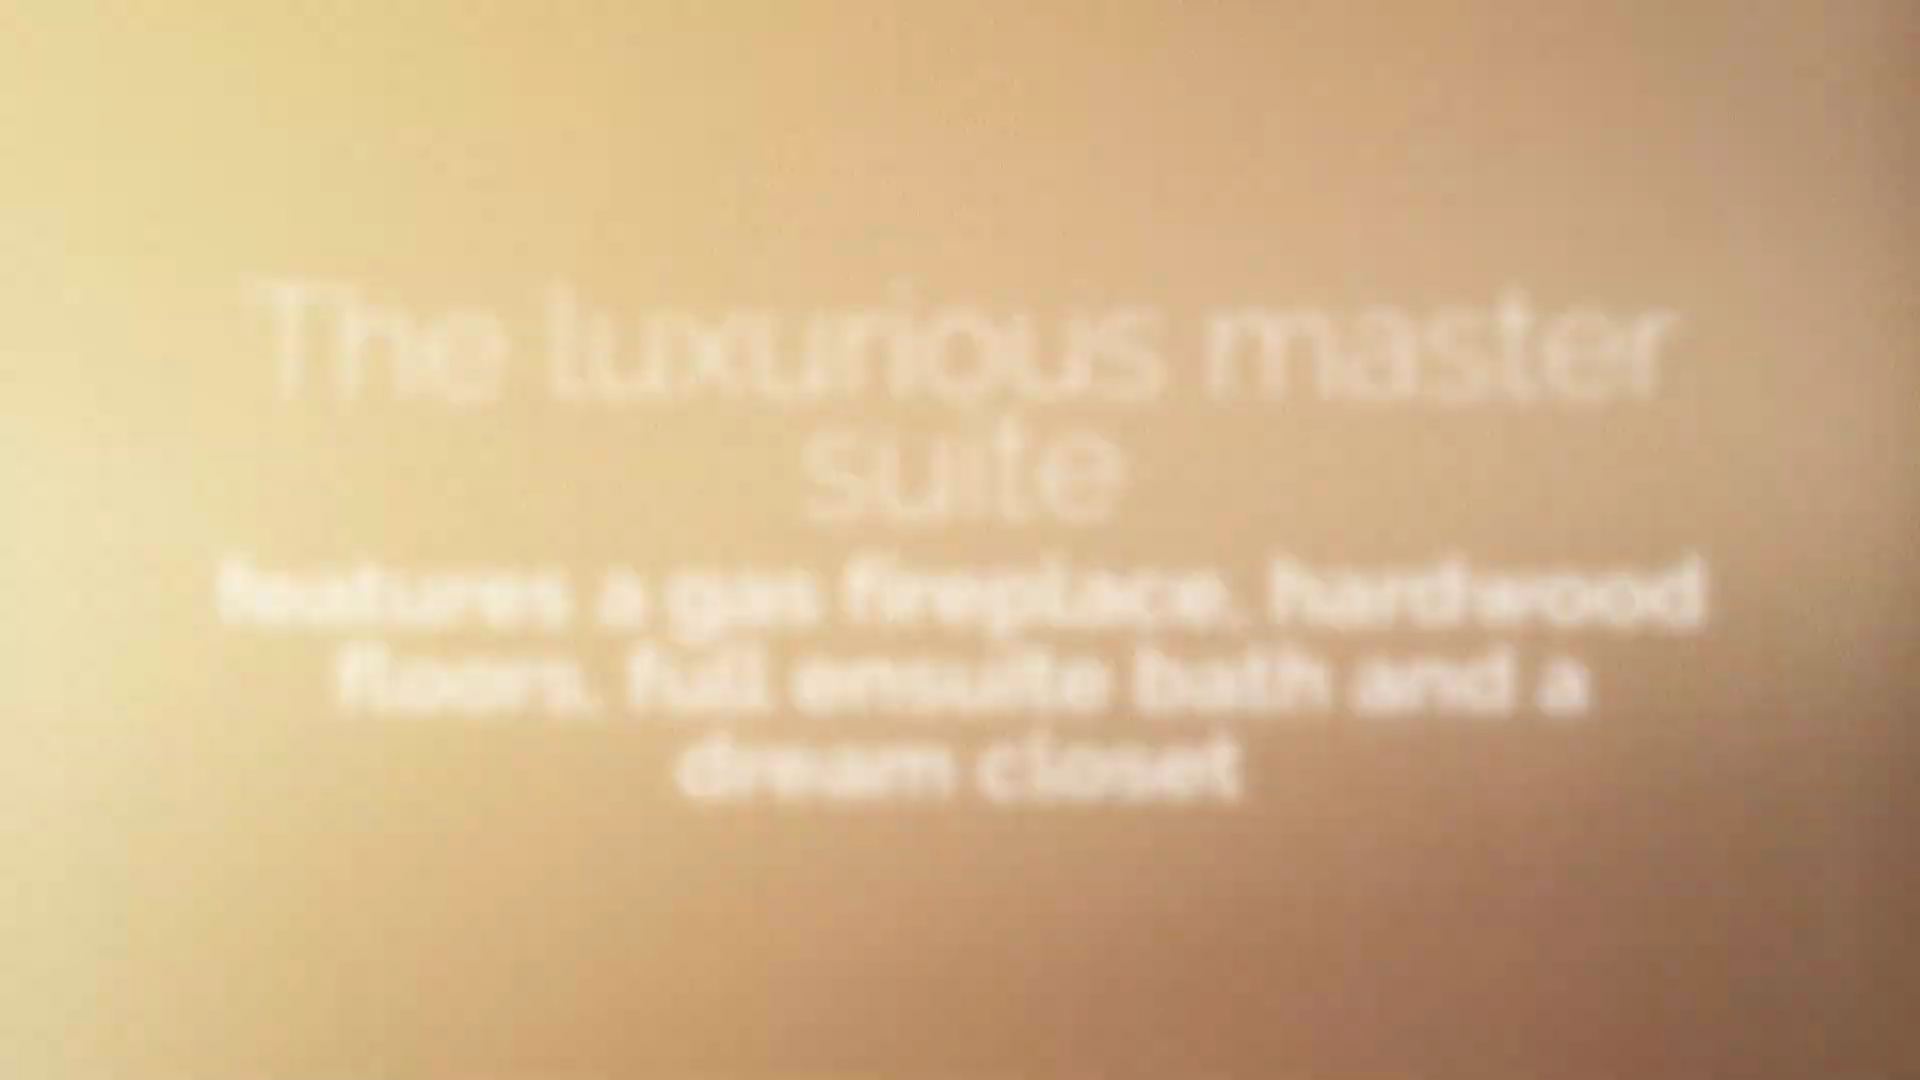 The luxurious master
suite
features a gas fireplace, hardwood
floors, full ensuite bath and a
dream closet